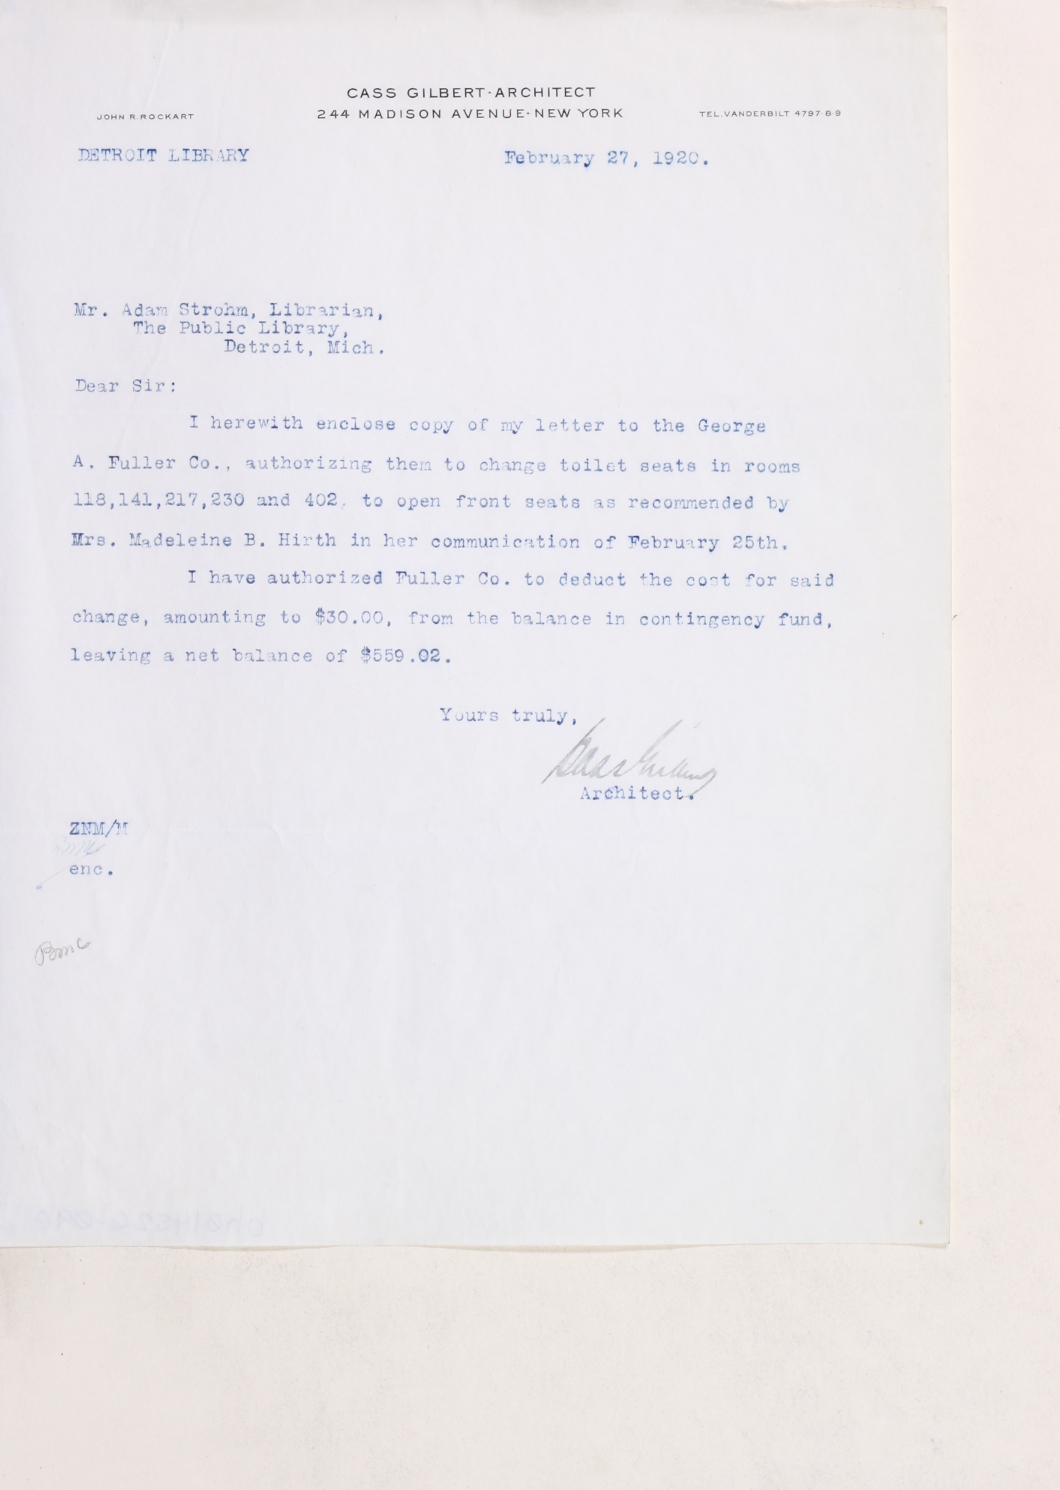 CASS GILBERT·ARCHITECT
JOHN R. ROCKART 244 MADISON AVENUE·NEW YORK TEL. VANDERBILT 4797·8·9
DETROIT LIBRARY February 27, 1920.
Mr. Adam Strohm, Librarian,
The Public Library,
Detroit, Mich.
Dear Sir:
I herewith enclose copy of my letter to the George
A. Fuller Co., authorizing them to change toilet seats in rooms
118,141,217,230 and 402, to open front seats as recommended by
Mrs. Madeleine B. Hirth in her communication of February 25th.
I have authorized Fuller Co. to deduct the cost for said
change, amounting to $30.00, from the balance in contingency fund,
leaving a net balance of $559.02.
Yours truly,
Cass Gilbert
Architect.
ZNM/M
enc.